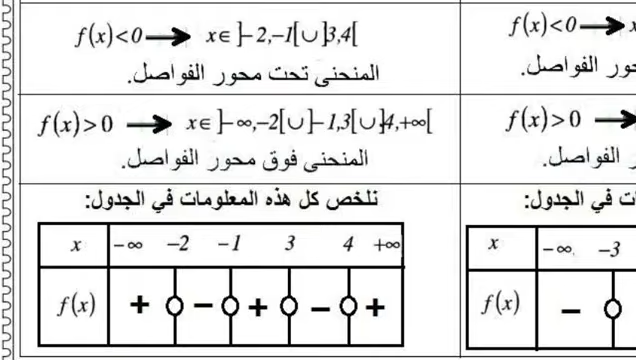 f(x)<0 → x∈ ]-2,-1[∪]3,4[
المنحنى تحت محور الفواصل.
f(x)>0 → x∈ ]-∞,-2[∪]-1,3[∪]4,+∞[
المنحنى فوق محور الفواصل.
نلخص كل هذه المعلومات في الجدول:
x -∞ -2 -1 3 4 +∞
f(x) + 0 - 0 + 0 - 0 +
f(x)<0 →
الفواصل.
f(x)>0 →
الفواصل.
في الجدول:
x -∞ -3
f(x) - 0